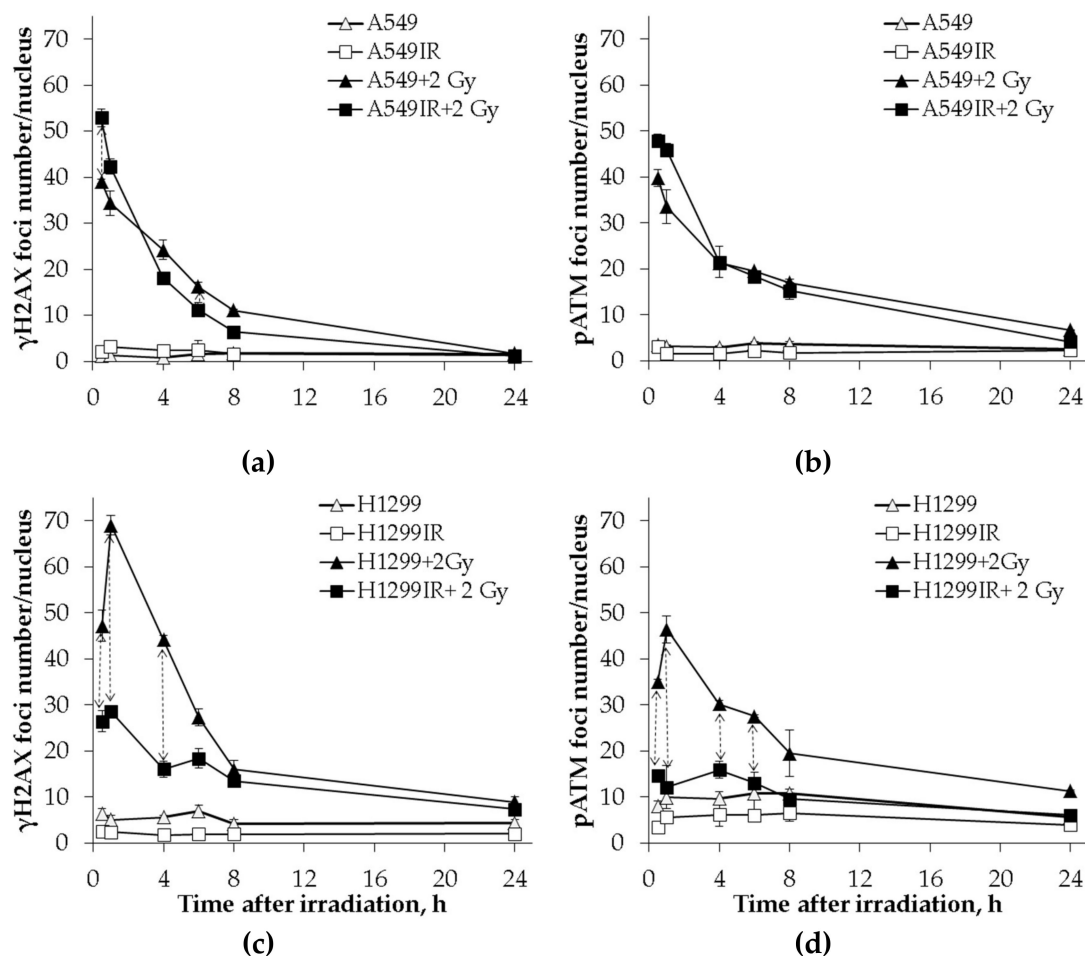 A549
A549IR
A549+2 Gy
A549IR+2 Gy
γH2AX foci number/nucleus
70
60
50
40
30
20
10
0
0 4 8 12 16 20 24
(a)
A549
A549IR
A549+2 Gy
A549IR+2 Gy
pATM foci number/nucleus
70
60
50
40
30
20
10
0
0 4 8 12 16 20 24
(b)
H1299
H1299IR
H1299+2Gy
H1299IR+ 2 Gy
γH2AX foci number/nucleus
70
60
50
40
30
20
10
0
0 4 8 12 16 20 24
Time after irradiation, h
(c)
H1299
H1299IR
H1299+2Gy
H1299IR+ 2 Gy
pATM foci number/nucleus
70
60
50
40
30
20
10
0
0 4 8 12 16 20 24
Time after irradiation, h
(d)